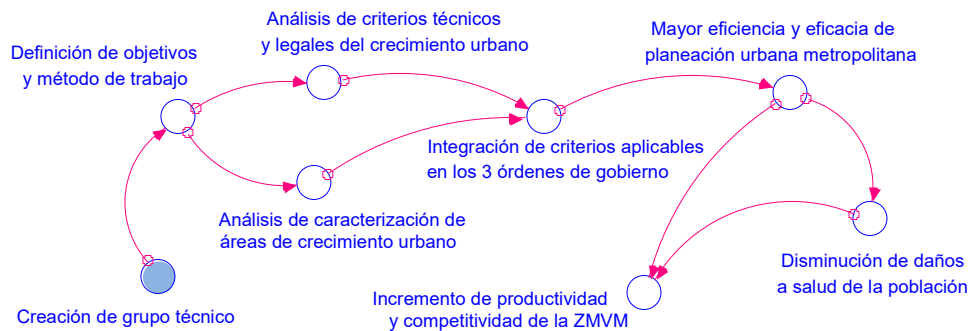 Definición de objetivos
y método de trabajo
Análisis de criterios técnicos
y legales del crecimiento urbano
Mayor eficiencia y eficacia de
planeación urbana metropolitana
Integración de criterios aplicables
en los 3 órdenes de gobierno
Análisis de caracterización de
áreas de crecimiento urbano
Disminución de daños
a salud de la población
Creación de grupo técnico
Incremento de productividad
y competitividad de la ZMVM